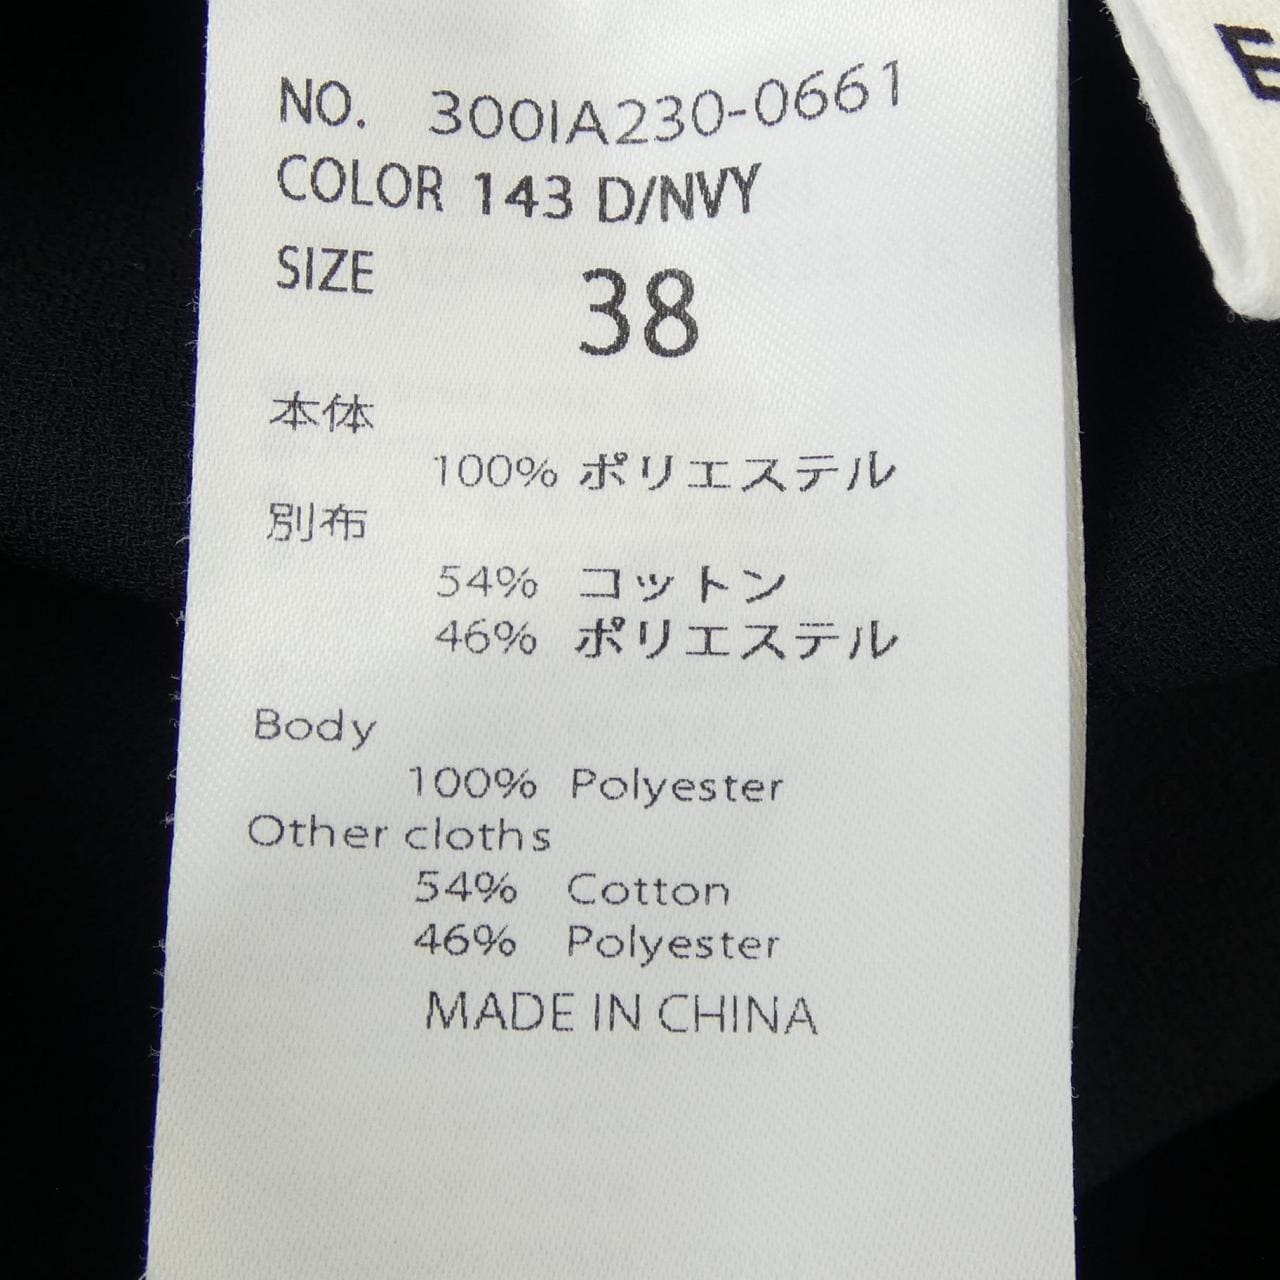 NO. 300IA230-0661
COLOR 143 D/NVY
SIZE 38
本体
100% ポリエステル
別布
54% コットン
46% ポリエステル
Body
100% Polyester
Other cloths
54% Cotton
46% Polyester
MADE IN CHINA